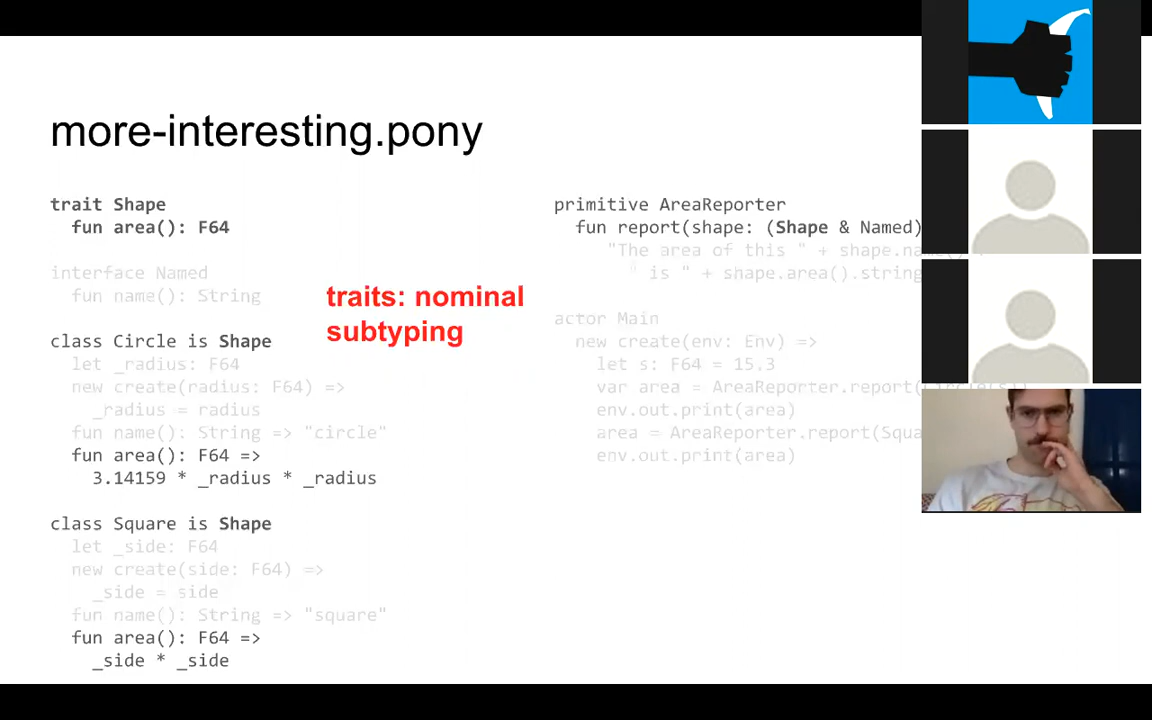 more-interesting.pony
trait Shape
fun area(): F64
interface Named
fun name(): String
class Circle is Shape
let _radius: F64
new create(radius: F64) =>
_radius = radius
fun name(): String => "circle"
fun area(): F64 =>
3.14159 * _radius * _radius
class Square is Shape
let _side: F64
new create(side: F64) =>
_side = side
fun name(): String => "square"
fun area(): F64 =>
_side * _side
traits: nominal
subtyping
primitive AreaReporter
fun report(shape: (Shape & Named)
"The area of this " + shape.name()
" is " + shape.area().string
actor Main
new create(env: Env) =>
let s: F64 = 15.3
var area = AreaReporter.report(Circle(s))
env.out.print(area)
area = AreaReporter.report(Squa
env.out.print(area)